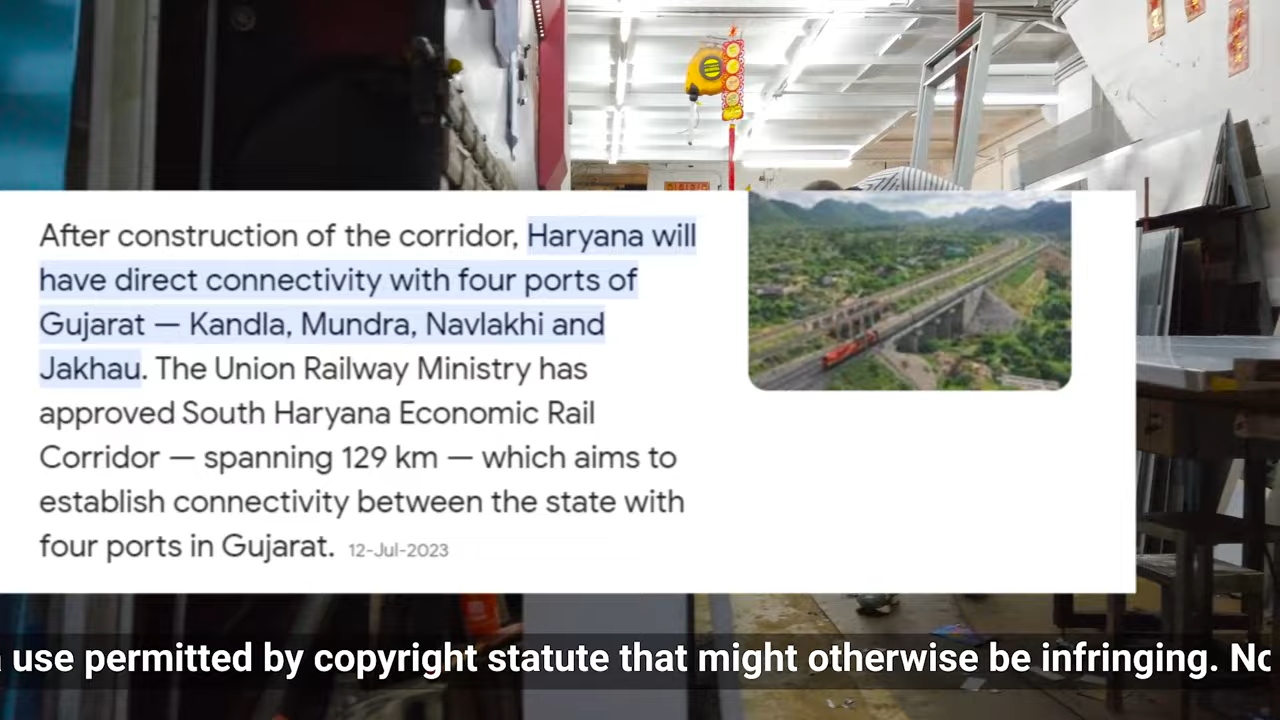 After construction of the corridor, Haryana will
have direct connectivity with four ports of
Gujarat — Kandla, Mundra, Navlakhi and
Jakhau. The Union Railway Ministry has
approved South Haryana Economic Rail
Corridor — spanning 129 km — which aims to
establish connectivity between the state with
four ports in Gujarat. 12-Jul-2023
use permitted by copyright statute that might otherwise be infringing.